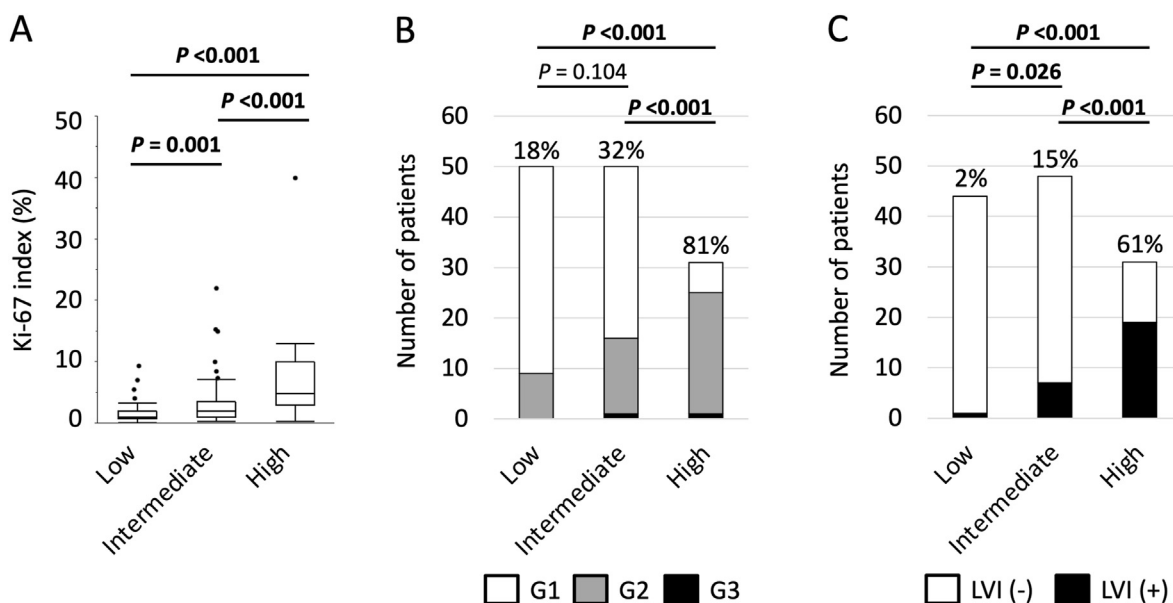 A
P <0.001
P <0.001
P = 0.001
Ki-67 index (%)
50
40
30
20
10
0
Low
Intermediate
High
B
P <0.001
P = 0.104
P <0.001
Number of patients
60
50
40
30
20
10
0
18%
32%
81%
Low
Intermediate
High
G1 G2 G3
C
P <0.001
P = 0.026
P <0.001
Number of patients
60
50
40
30
20
10
0
2%
15%
61%
Low
Intermediate
High
LVI (-) LVI (+)